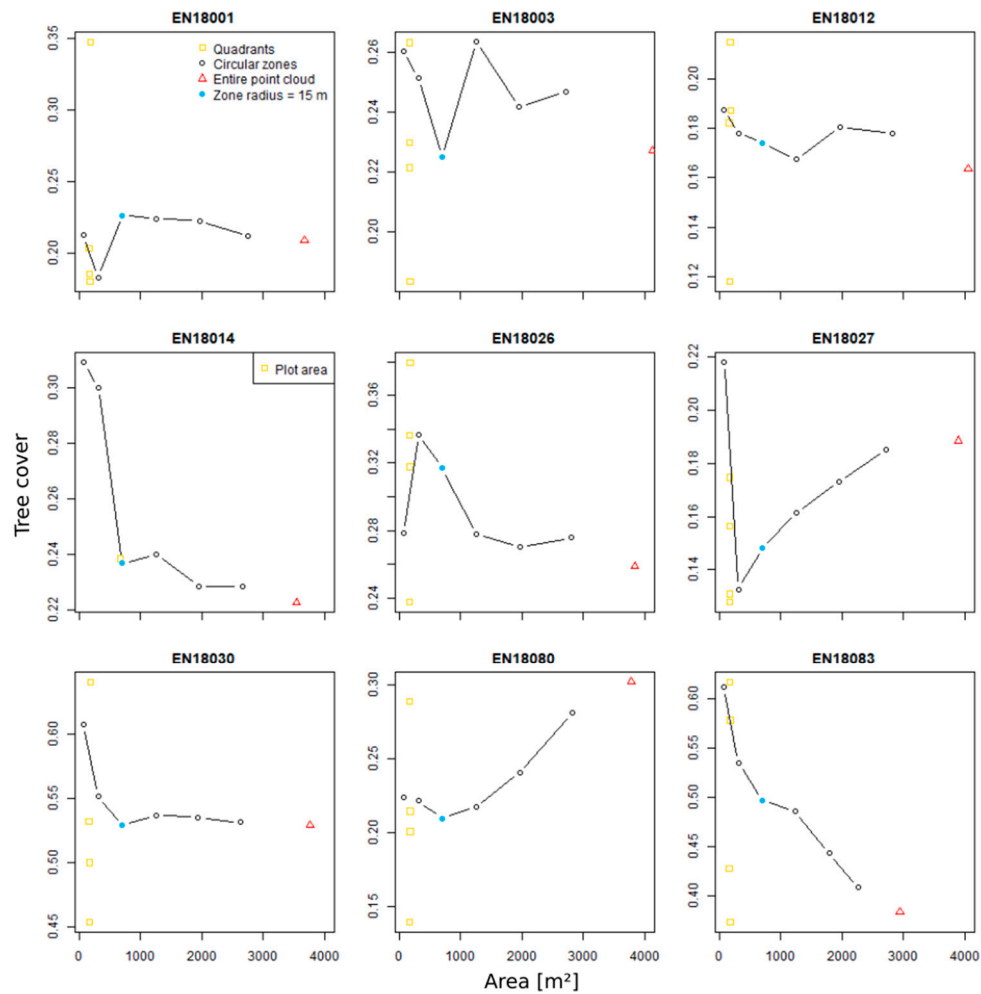 EN18001
EN18003
EN18012
0.35
0.30
0.25
0.20
Quadrants
Circular zones
Entire point cloud
Zone radius = 15 m
0.26
0.24
0.22
0.20
0.20
0.18
0.16
0.14
0.12
EN18014
EN18026
EN18027
0.30
0.28
0.26
0.24
0.22
Plot area
0.36
0.32
0.28
0.24
0.22
0.20
0.18
0.16
0.14
Tree cover
EN18030
EN18080
EN18083
0.60
0.55
0.50
0.45
0.30
0.25
0.20
0.15
0.60
0.55
0.50
0.45
0.40
0 1000 2000 3000 4000
0 1000 2000 3000 4000
0 1000 2000 3000 4000
Area [m²]